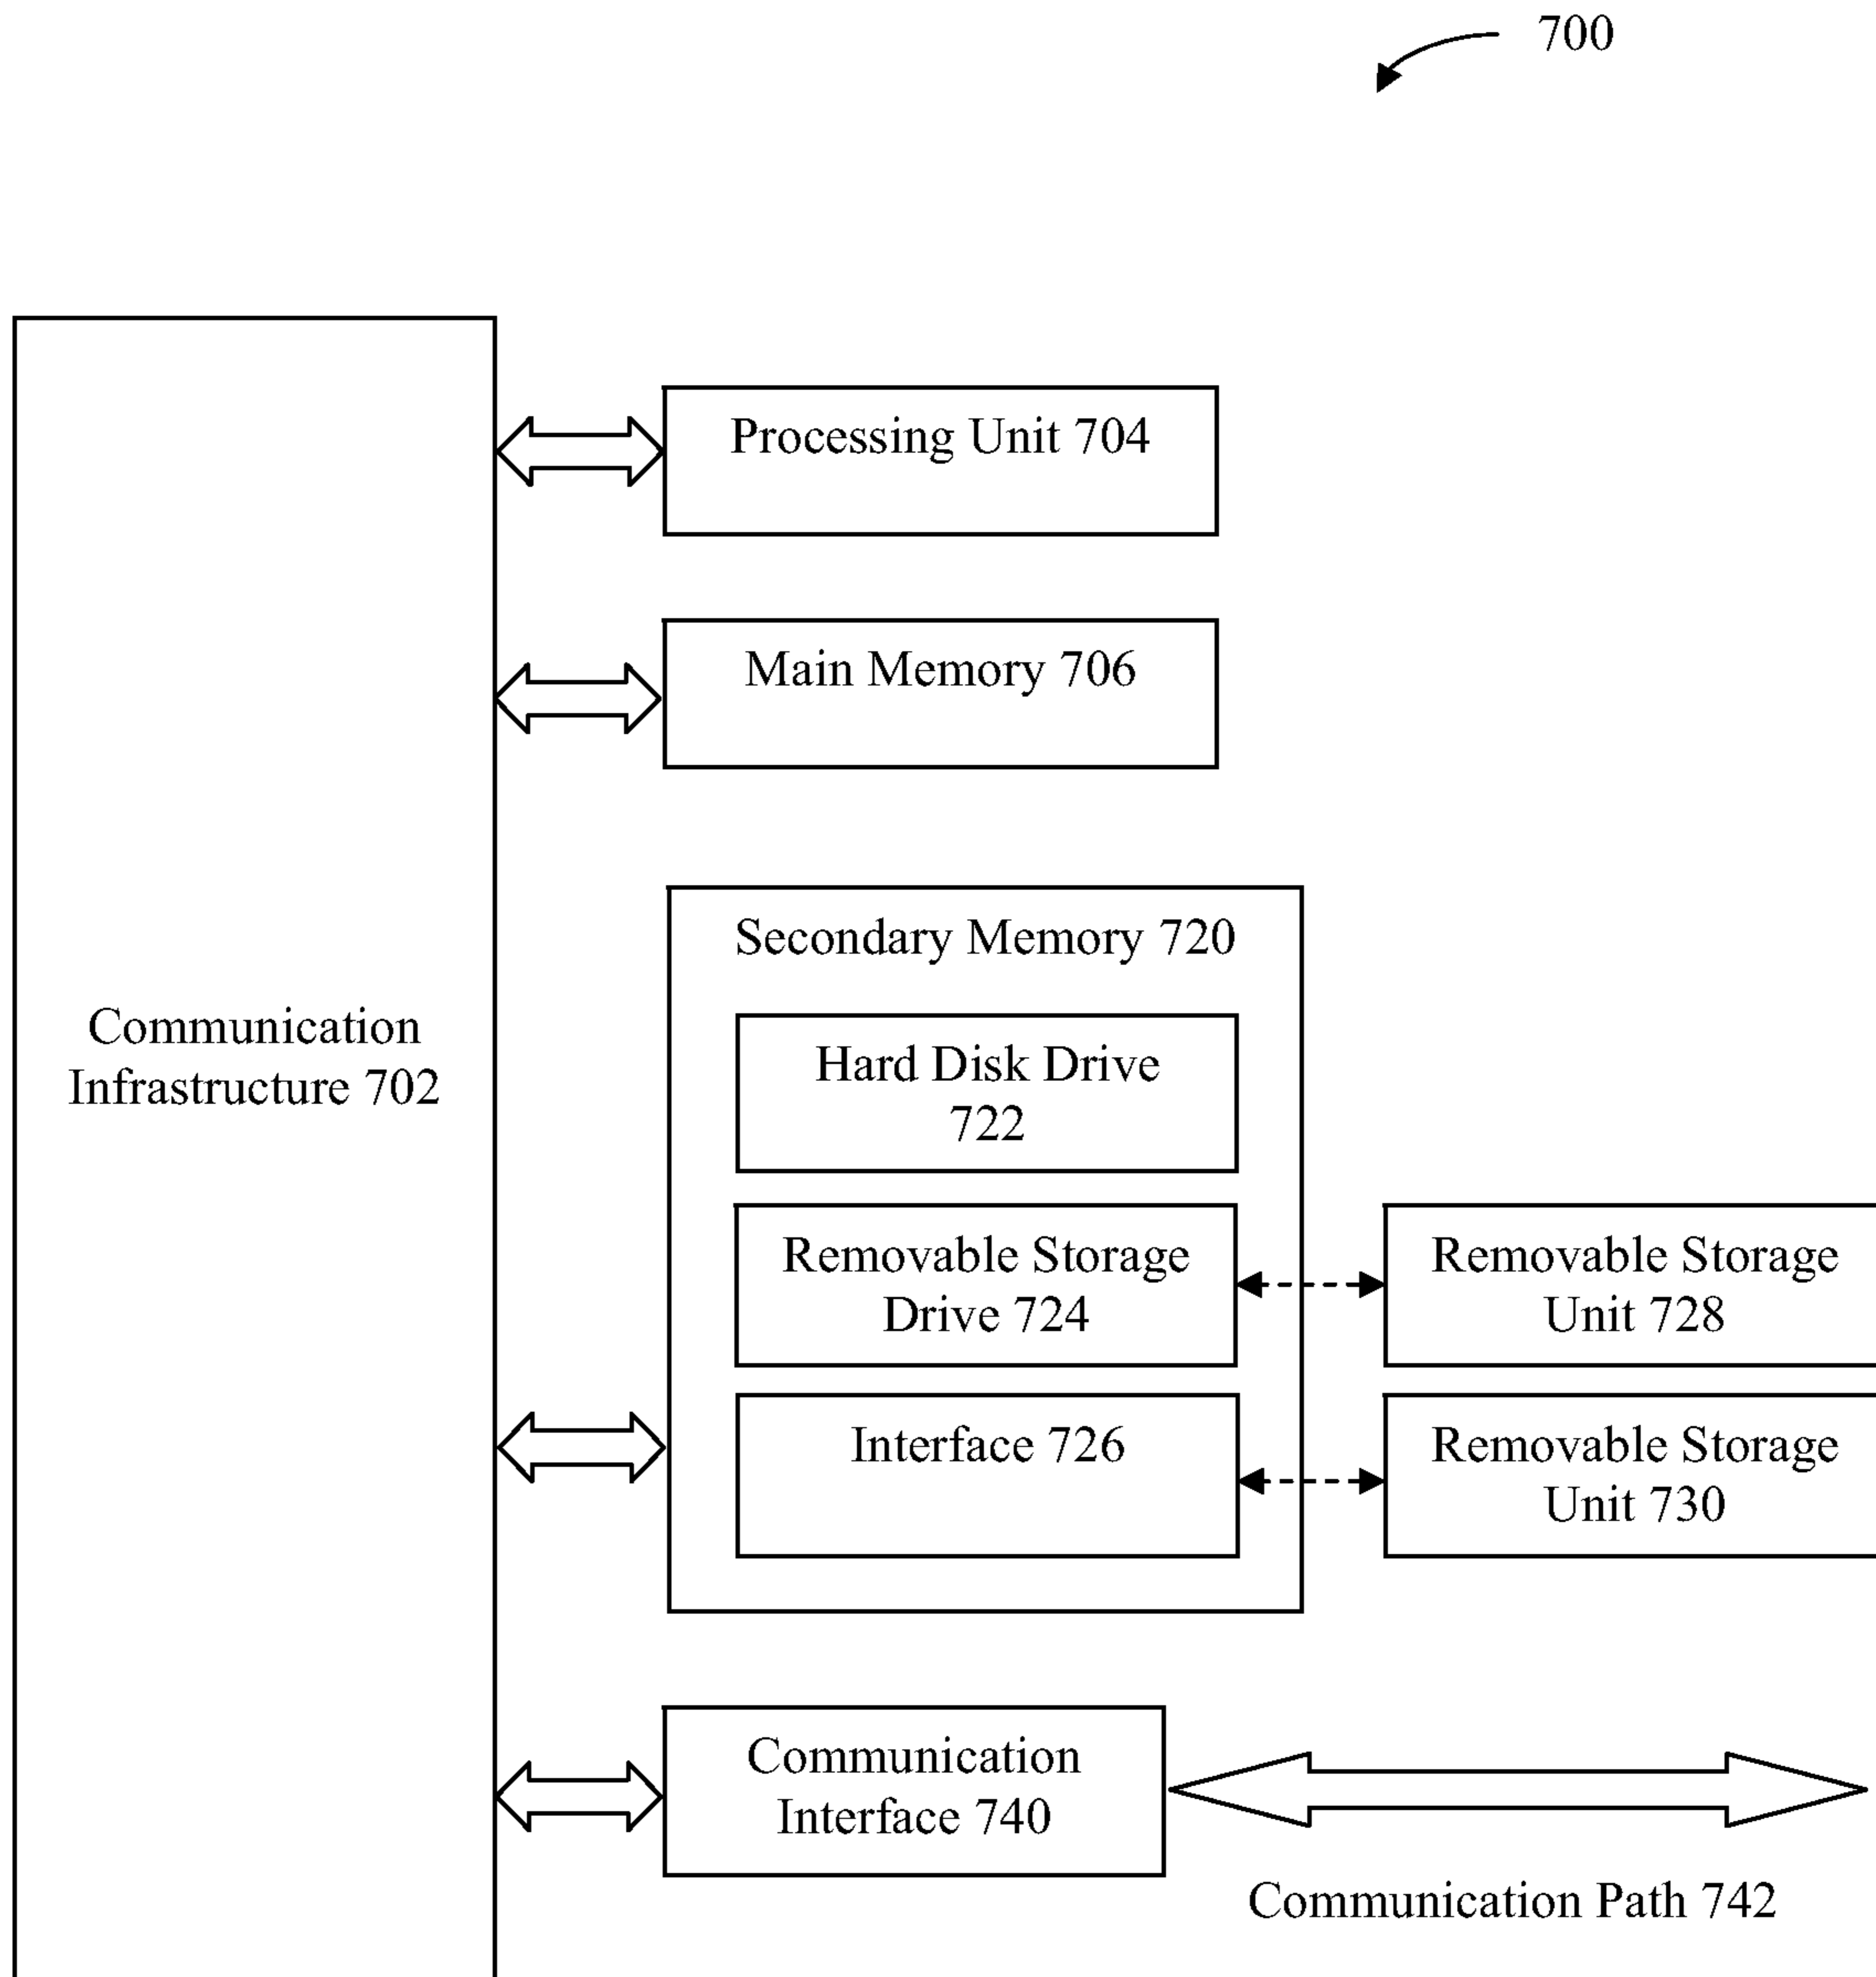 700
Processing Unit 704
Main Memory 706
Secondary Memory 720
Communication
Infrastructure 702
Hard Disk Drive
722
Removable Storage
Drive 724
Removable Storage
Unit 728
Interface 726
Removable Storage
Unit 730
Communication
Interface 740
Communication Path 742